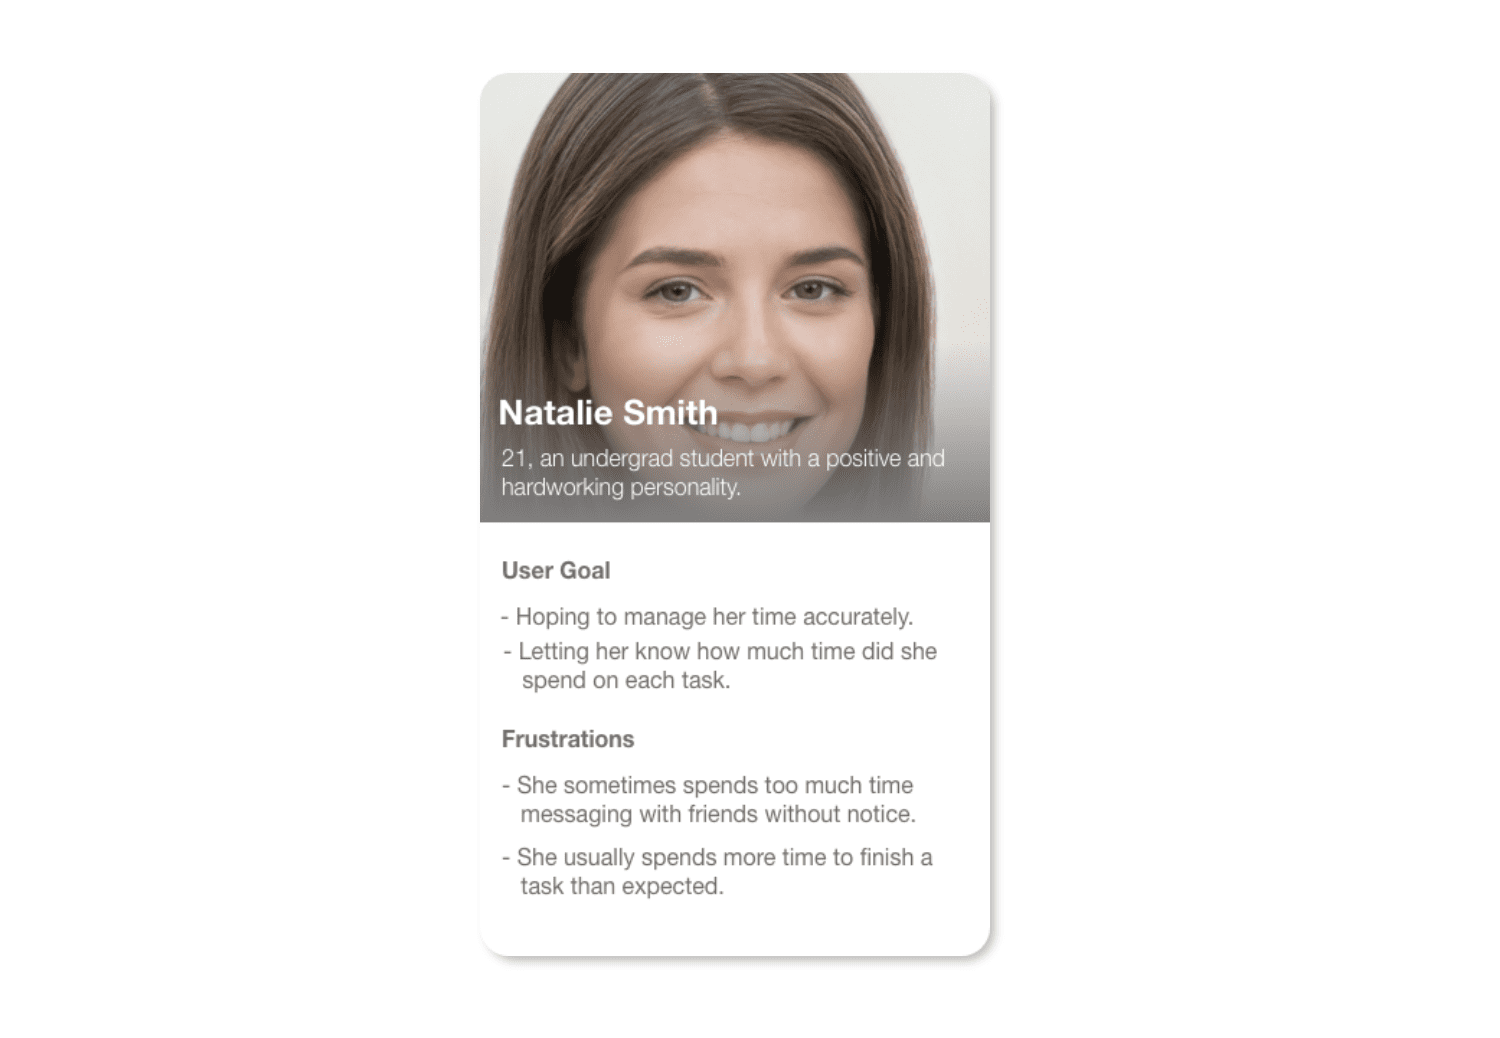 Natalie Smith
21, an undergrad student with a positive and
hardworking personality.
User Goal
- Hoping to manage her time accurately.
- Letting her know how much time did she
spend on each task.
Frustrations
- She sometimes spends too much time
messaging with friends without notice.
- She usually spends more time to finish a
task than expected.